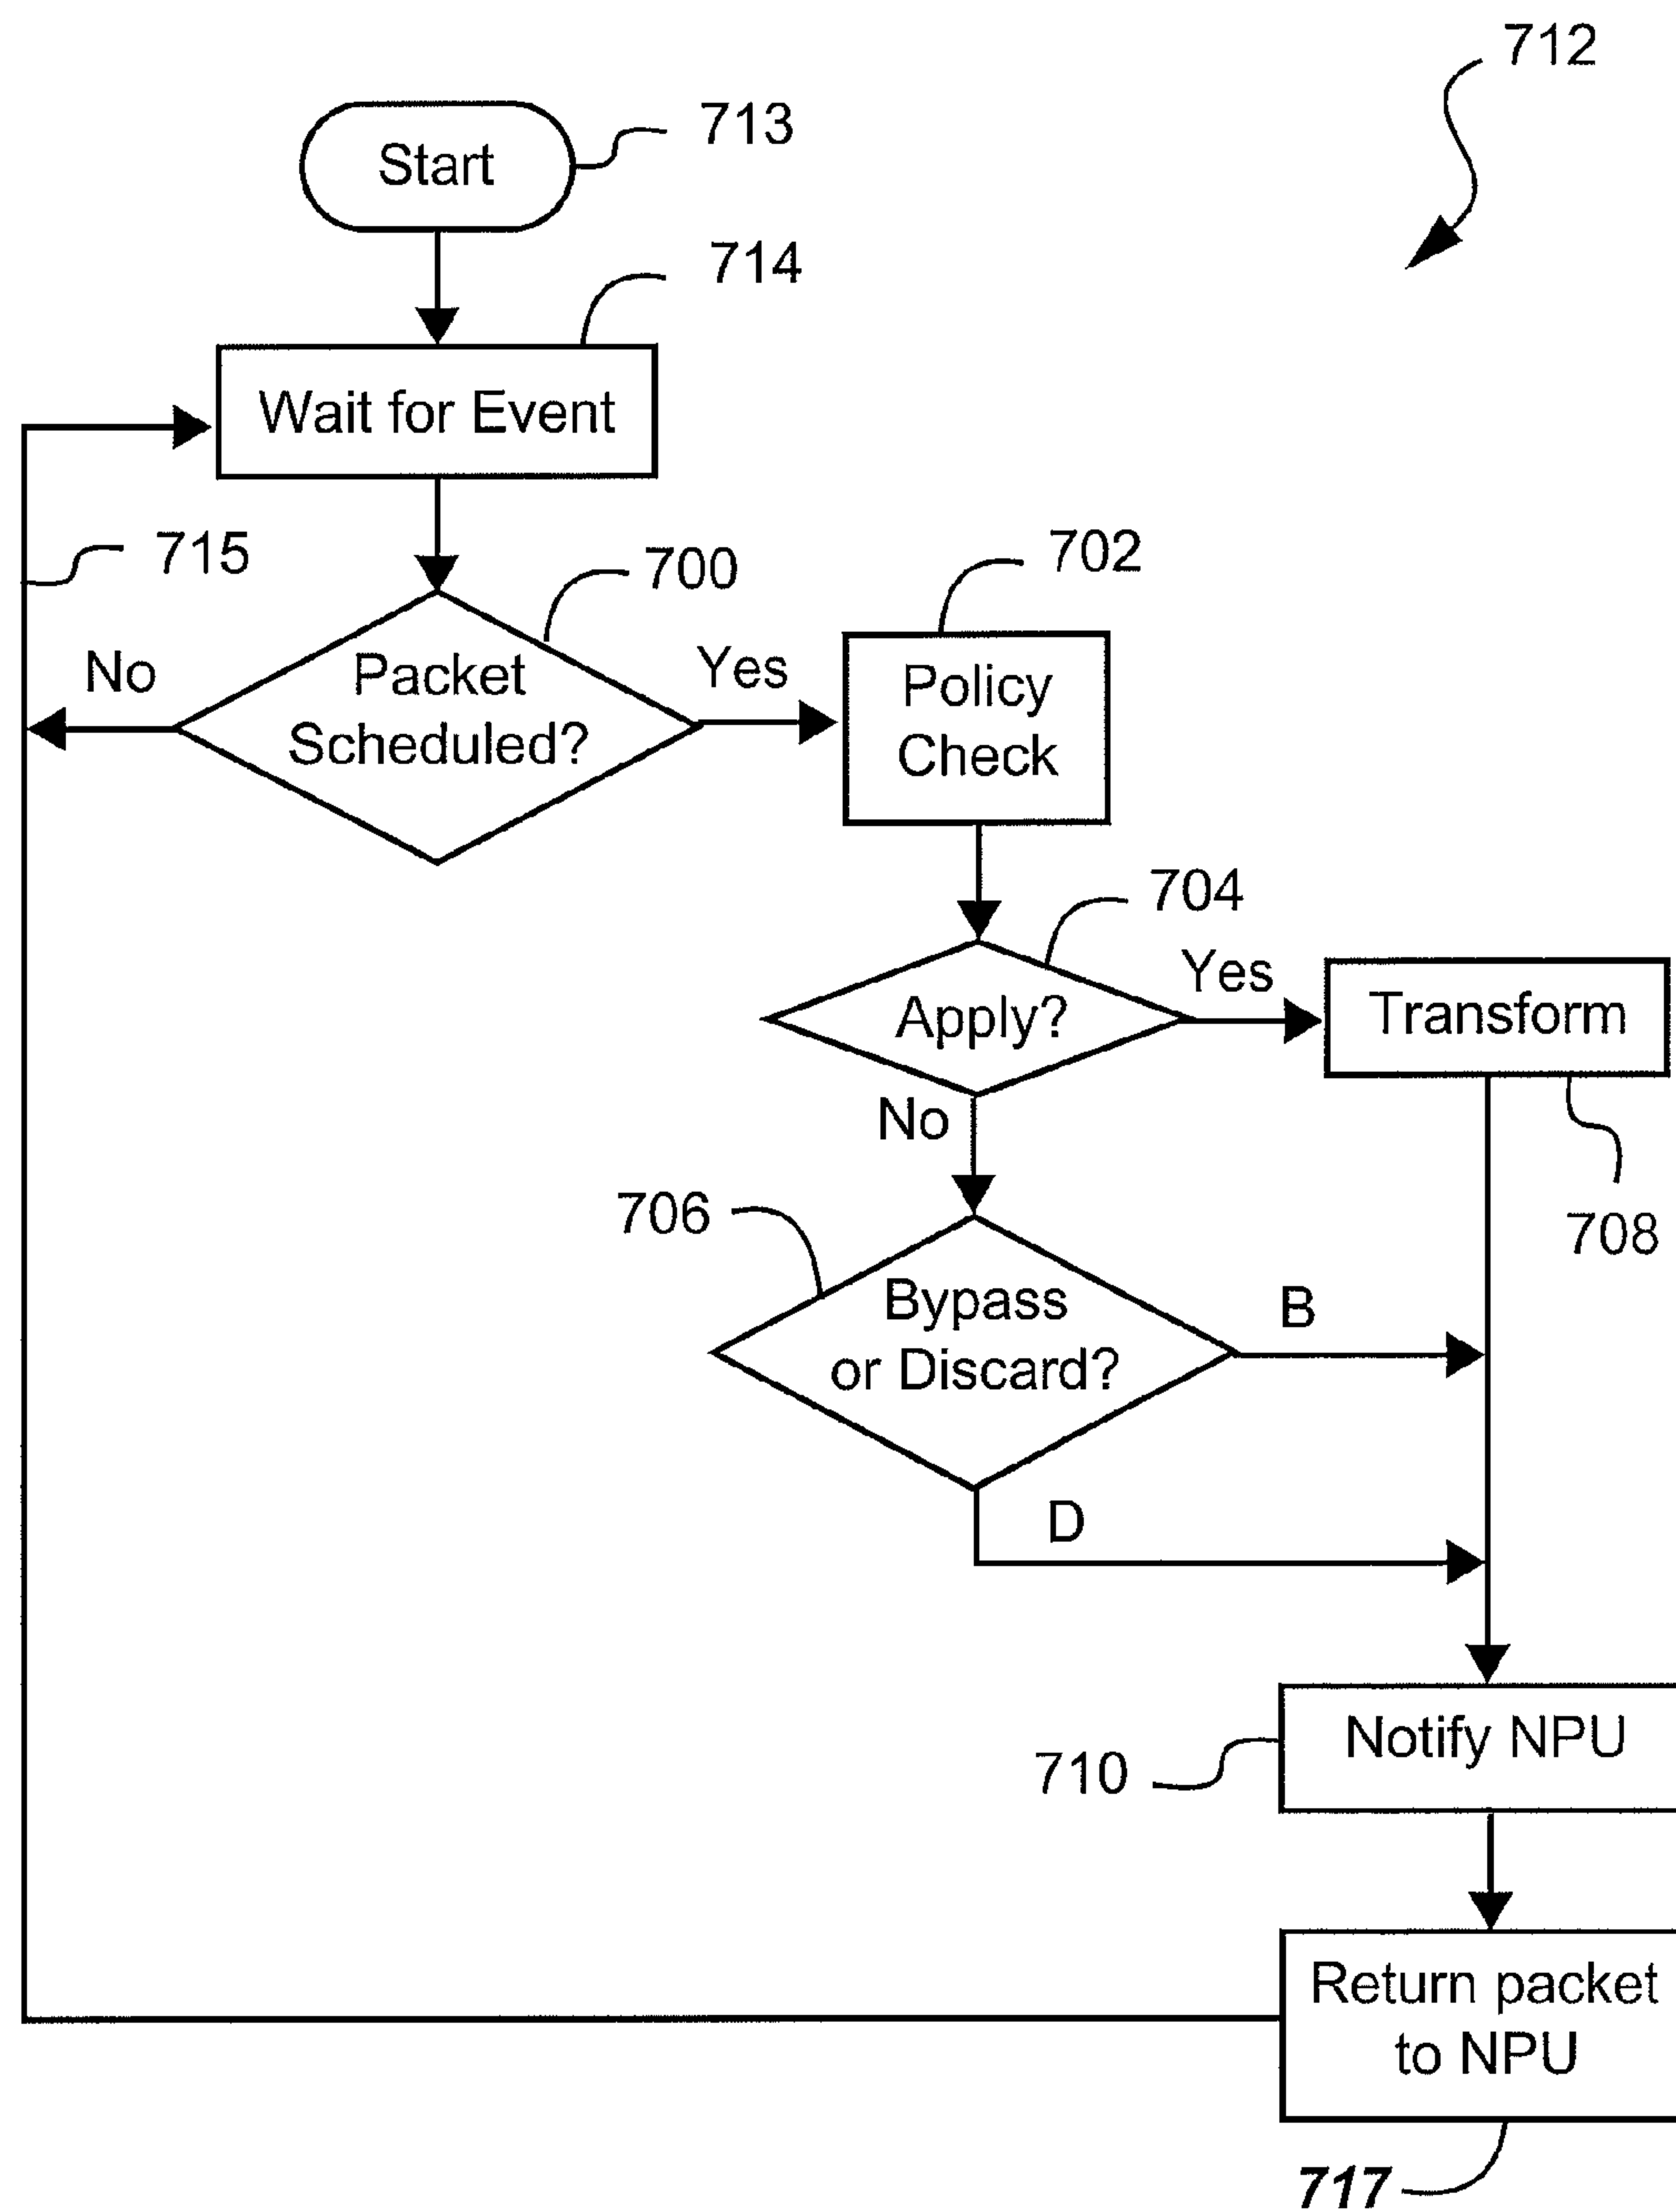 712
Start
713
714
Wait for Event
715
700
702
No
Packet
Scheduled?
Yes
Policy
Check
704
Apply?
Yes
Transform
No
706
708
Bypass
or Discard?
B
D
710
Notify NPU
Return packet
to NPU
717